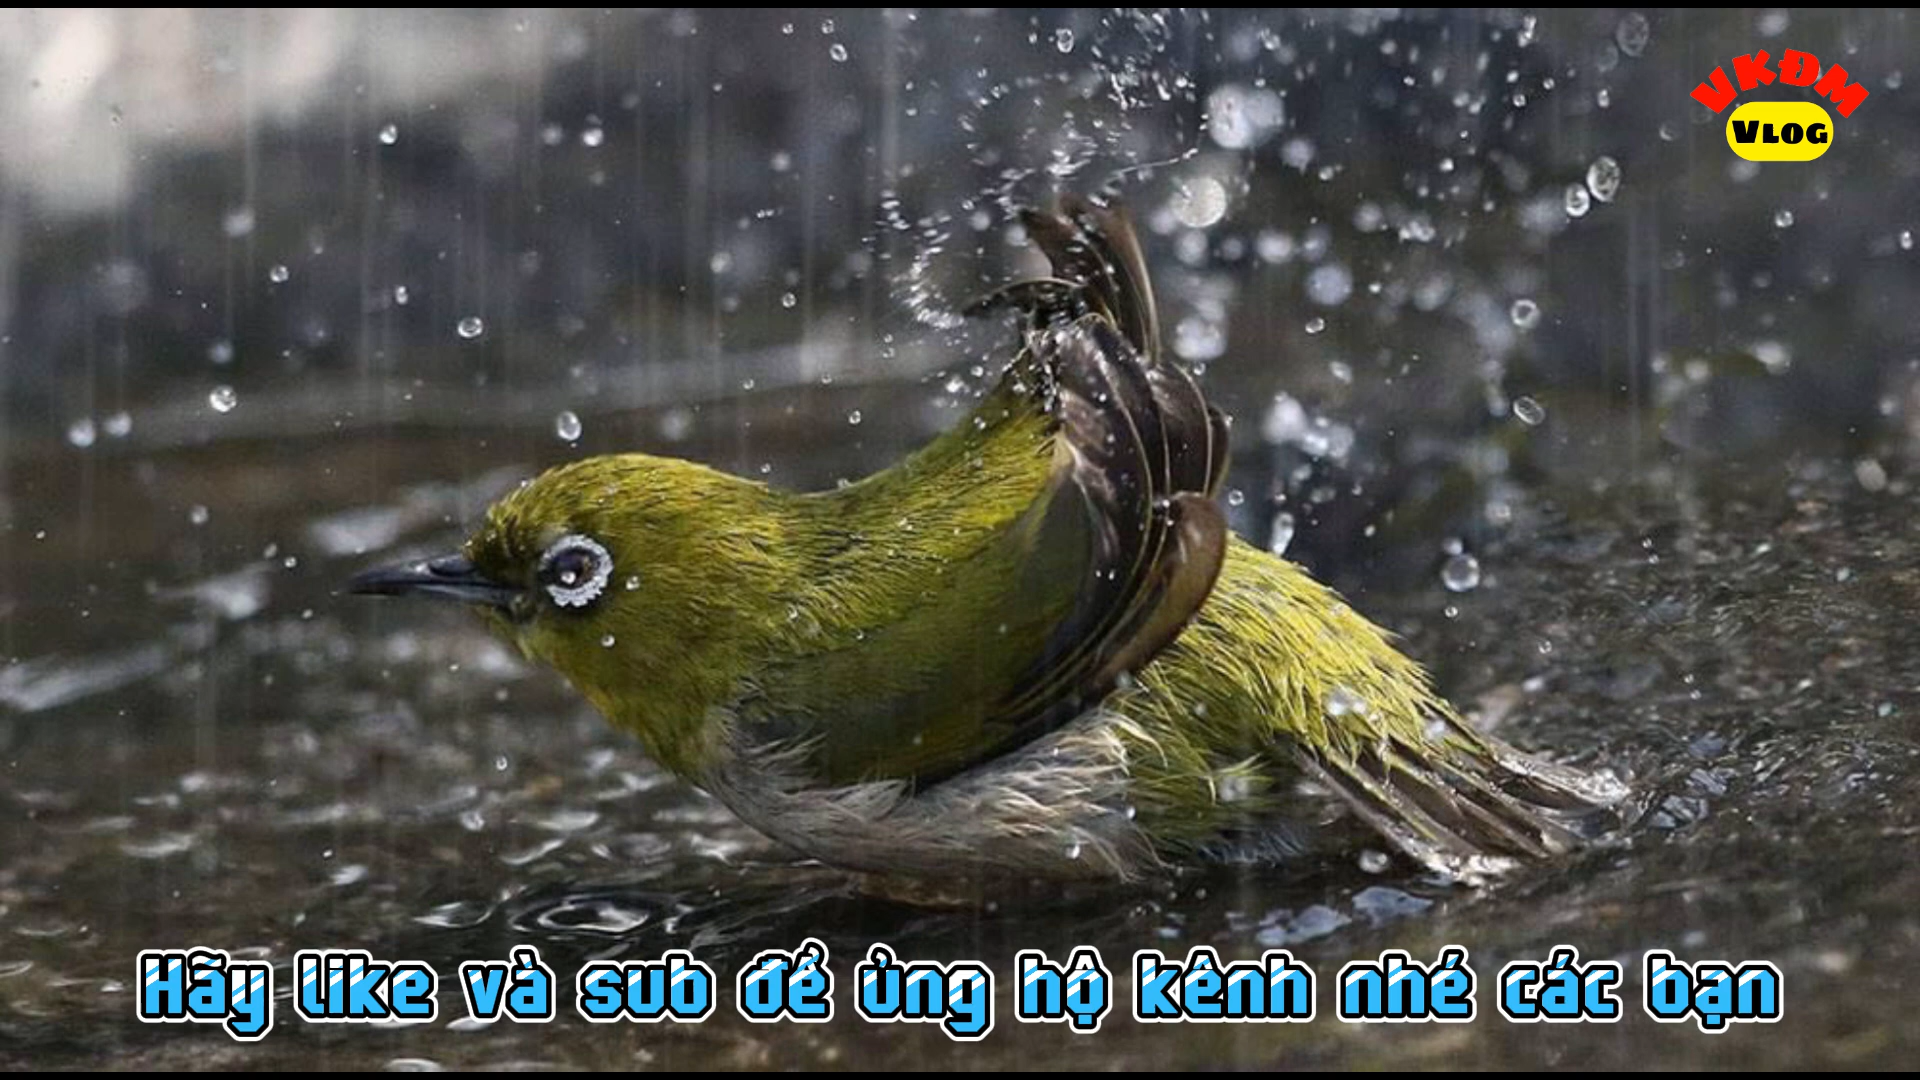 VKĐM
VLOG
Hãy like và sub để ủng hộ kênh nhé các bạn